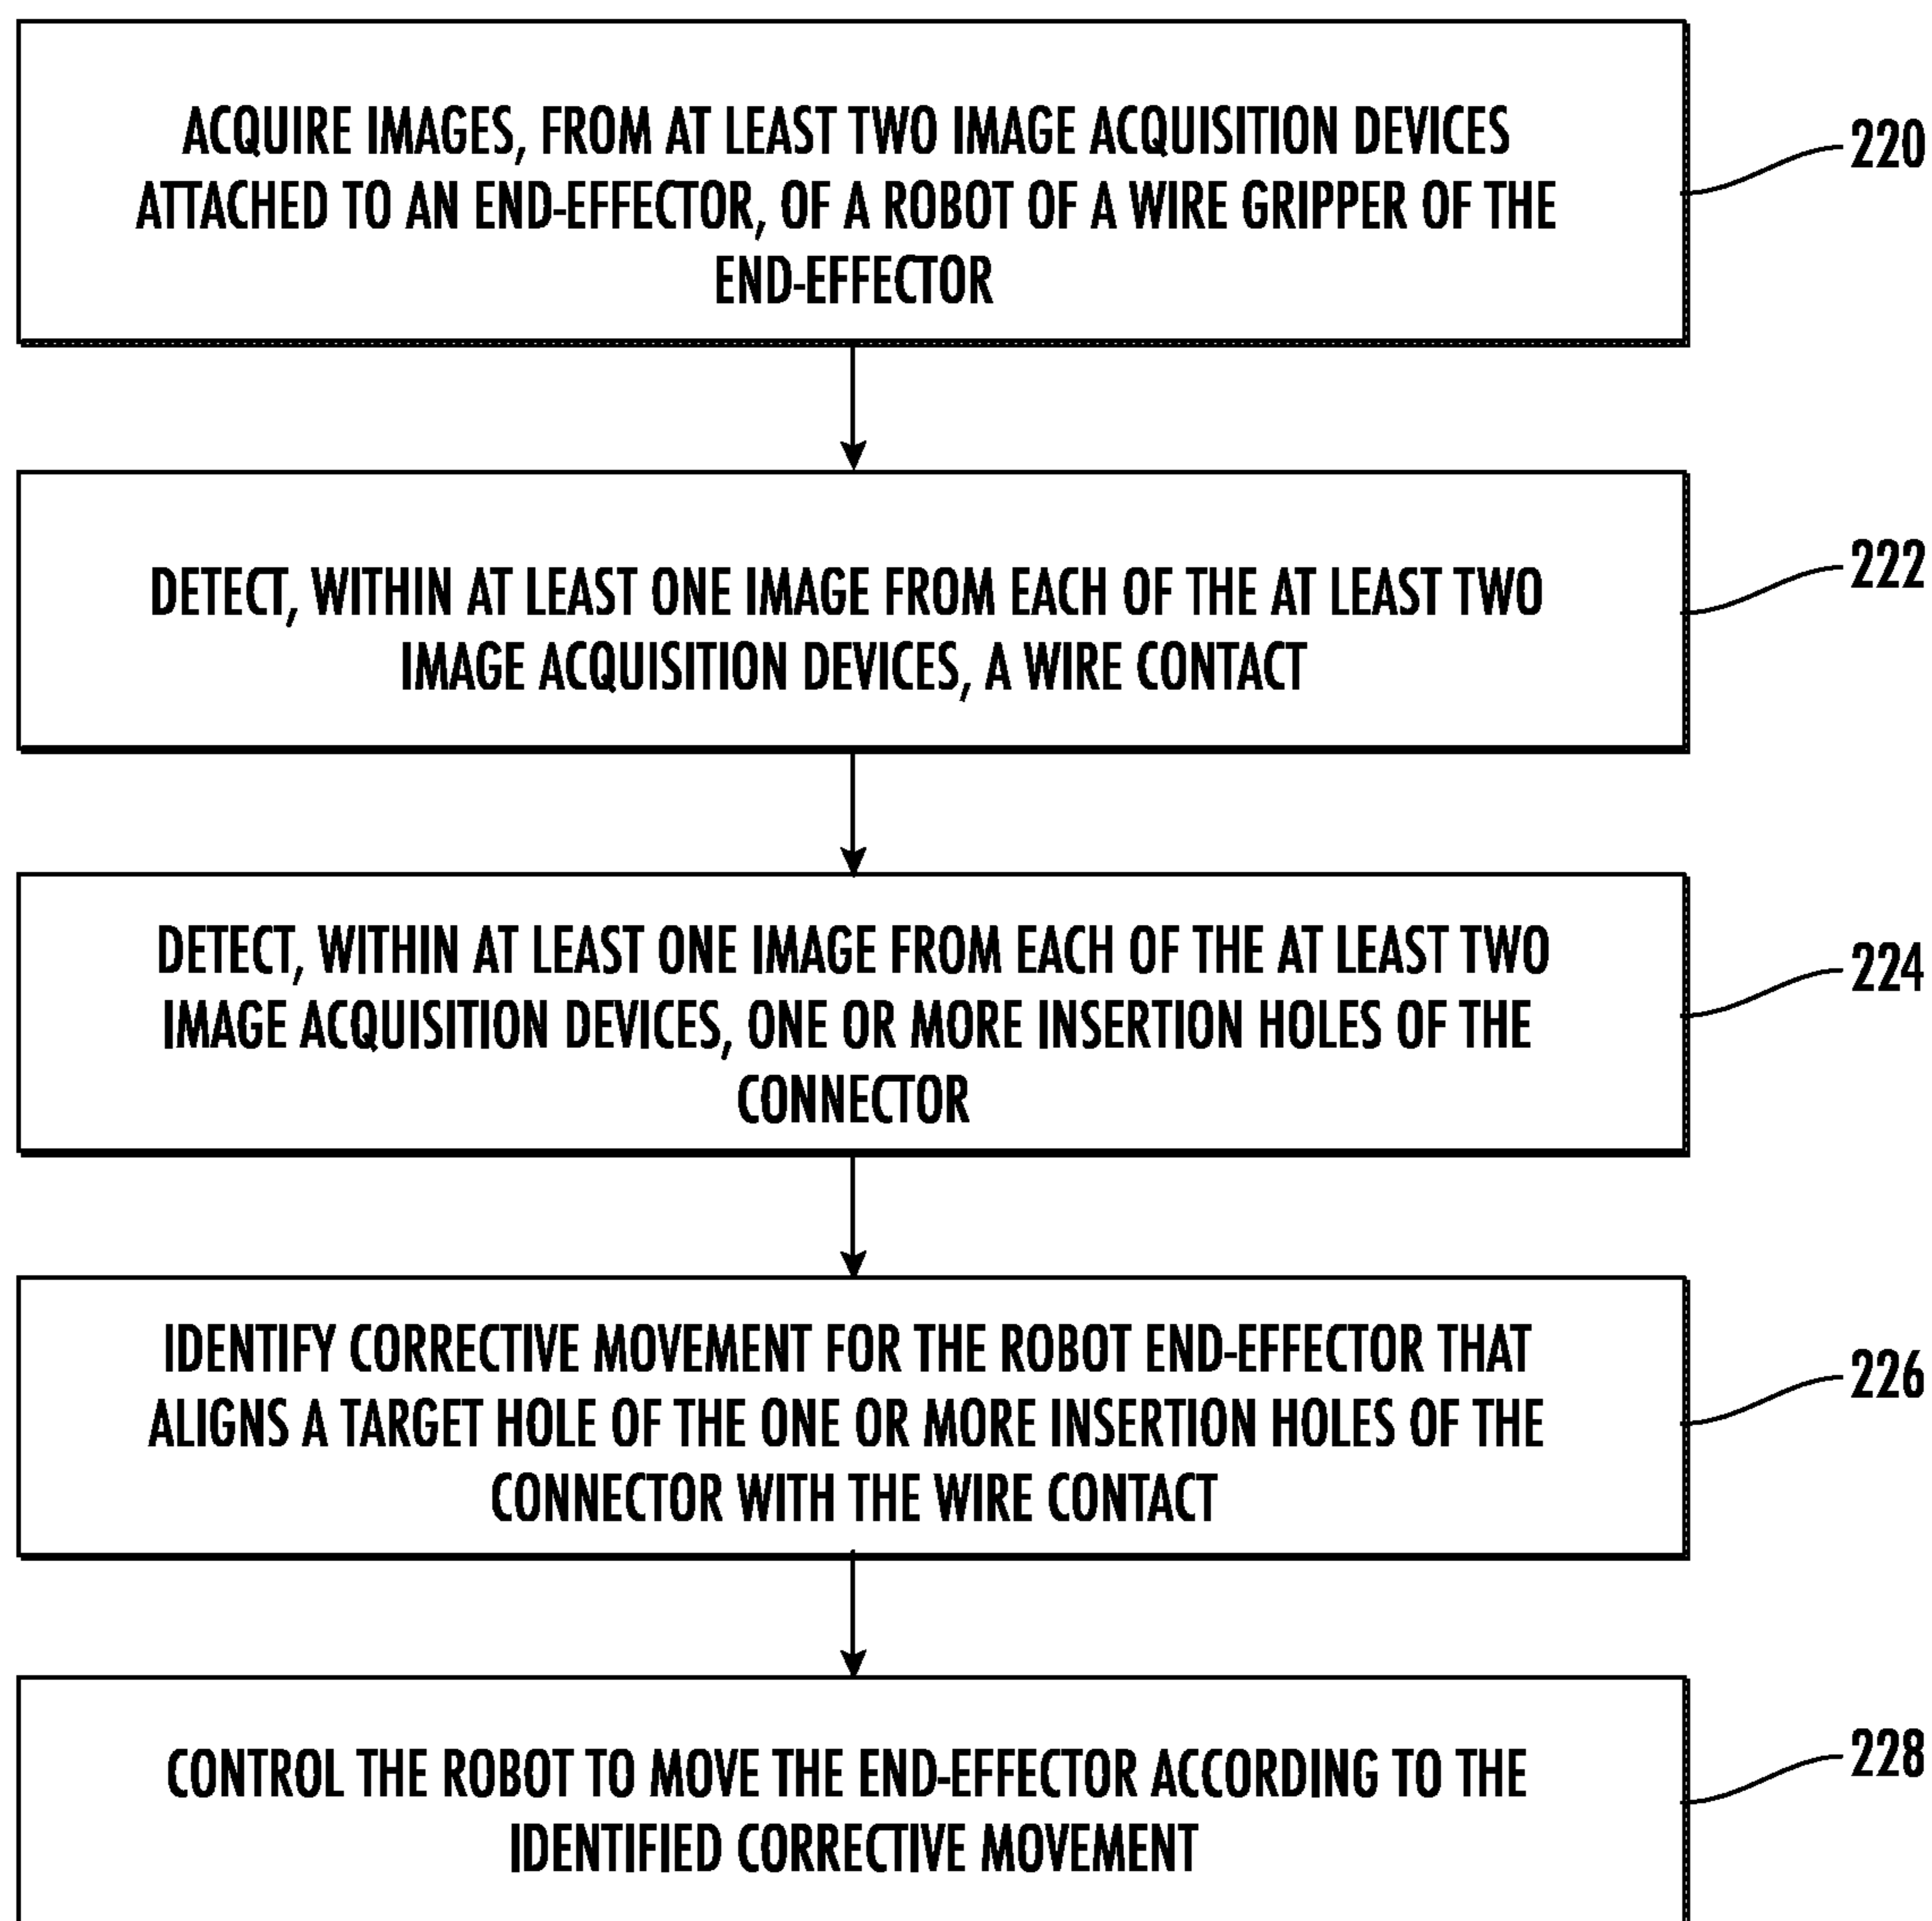 ACQUIRE IMAGES, FROM AT LEAST TWO IMAGE ACQUISITION DEVICES
ATTACHED TO AN END-EFFECTOR, OF A ROBOT OF A WIRE GRIPPER OF THE
END-EFFECTOR
220
DETECT, WITHIN AT LEAST ONE IMAGE FROM EACH OF THE AT LEAST TWO
IMAGE ACQUISITION DEVICES, A WIRE CONTACT
222
DETECT, WITHIN AT LEAST ONE IMAGE FROM EACH OF THE AT LEAST TWO
IMAGE ACQUISITION DEVICES, ONE OR MORE INSERTION HOLES OF THE
CONNECTOR
224
IDENTIFY CORRECTIVE MOVEMENT FOR THE ROBOT END-EFFECTOR THAT
ALIGNS A TARGET HOLE OF THE ONE OR MORE INSERTION HOLES OF THE
CONNECTOR WITH THE WIRE CONTACT
226
CONTROL THE ROBOT TO MOVE THE END-EFFECTOR ACCORDING TO THE
IDENTIFIED CORRECTIVE MOVEMENT
228